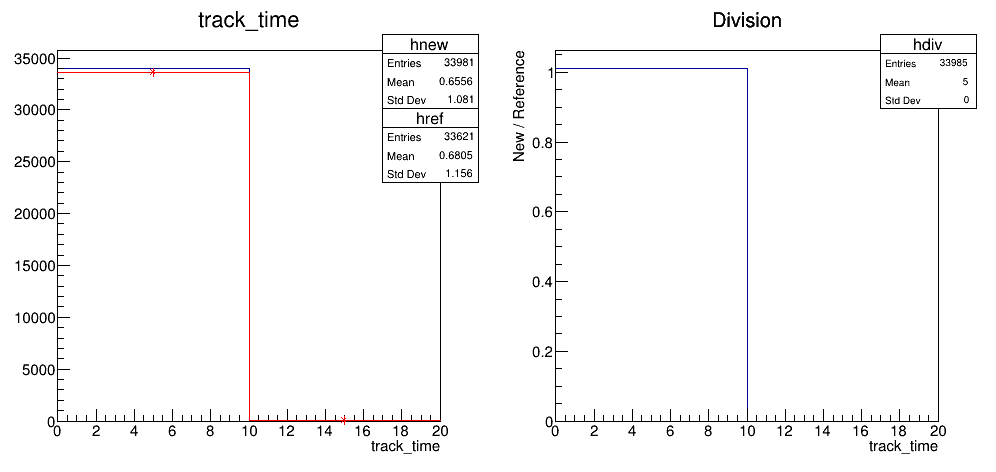 track_time
hnew
Entries 33981
Mean 0.6556
Std Dev 1.081
href
Entries 33621
Mean 0.6805
Std Dev 1.156
35000
30000
25000
20000
15000
10000
5000
0
0 2 4 6 8 10 12 14 16 18 20
track_time
Division
hdiv
Entries 33985
Mean 5
Std Dev 0
New / Reference
1
0.8
0.6
0.4
0.2
0
0 2 4 6 8 10 12 14 16 18 20
track_time